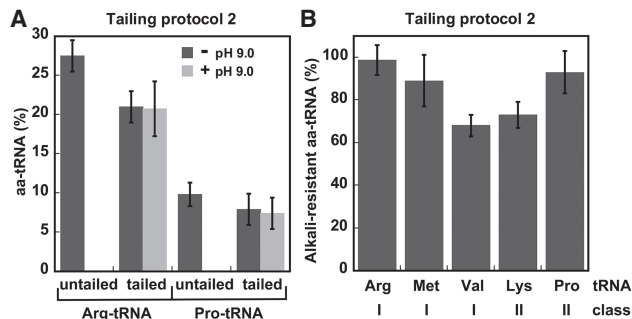 A
Tailing protocol 2
aa-tRNA (%)
30
25
20
15
10
5
0
- pH 9.0
+ pH 9.0
untailed tailed untailed tailed
Arg-tRNA Pro-tRNA
B
Tailing protocol 2
Alkali-resistant aa-tRNA (%)
100
80
60
40
20
0
Arg Met Val Lys Pro tRNA
I I I II II class